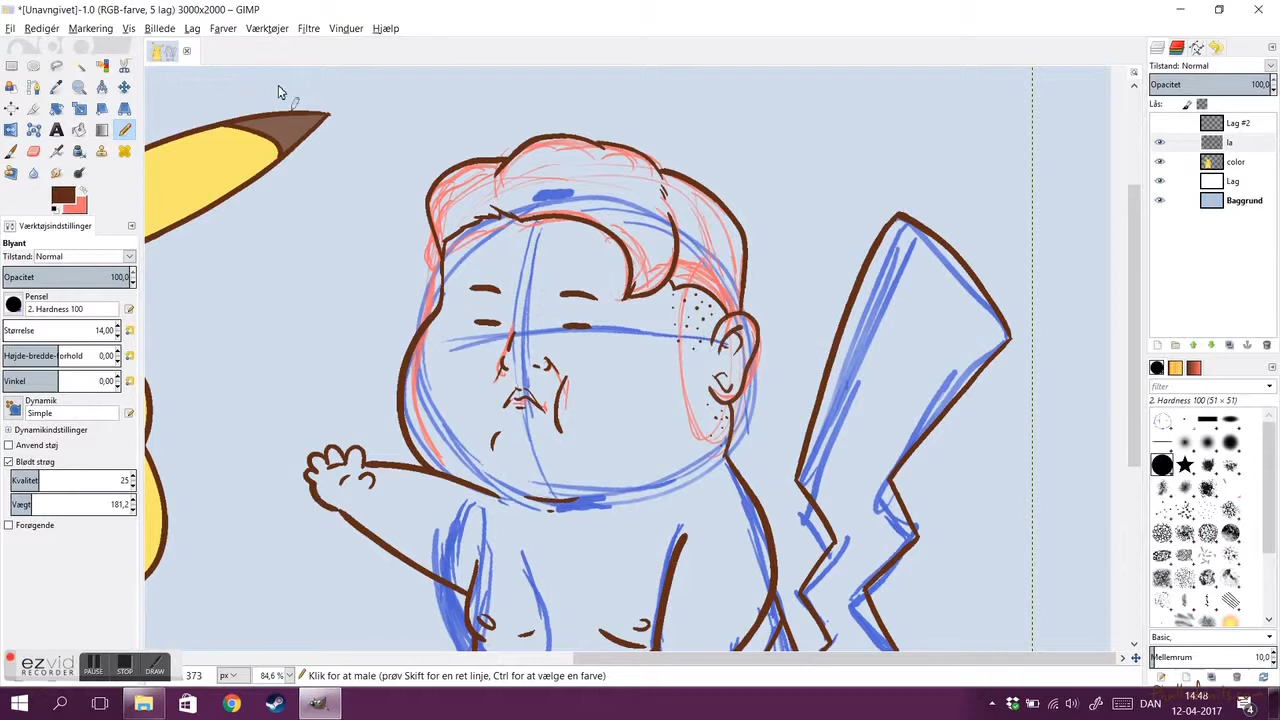 *[Unavngivet]-1.0 (RGB-farve, 5 lag) 3000x2000 – GIMP
Fil Redigér Markering Vis Billede Lag Farver Værktøjer Filtre Vinduer Hjælp
Tilstand: Normal
Opacitet 100,0
Lås:
Lag #2
la
color
Lag
Baggrund
Værktøjsindstillinger
Blyant
Tilstand: Normal
Opacitet 100,0
Pensel
2. Hardness 100
Størrelse 14,00
Højde-bredde-forhold 0,00
Vinkel 0,00
Dynamik
Simple
Dynamikindstillinger
Anvend støj
Blødt strøg
Kvalitet 25
Vægt 181,2
Forøgende
filter
2. Hardness 100 (51 × 51)
Basic,
Mellemrum 10,0
ezvid
RECORDER
PAUSE STOP DRAW
373 px 84,6 % Klik for at male (prøv Skift for en ret linje, Ctrl for at vælge en farve)
DAN
14.48
12-04-2017
4